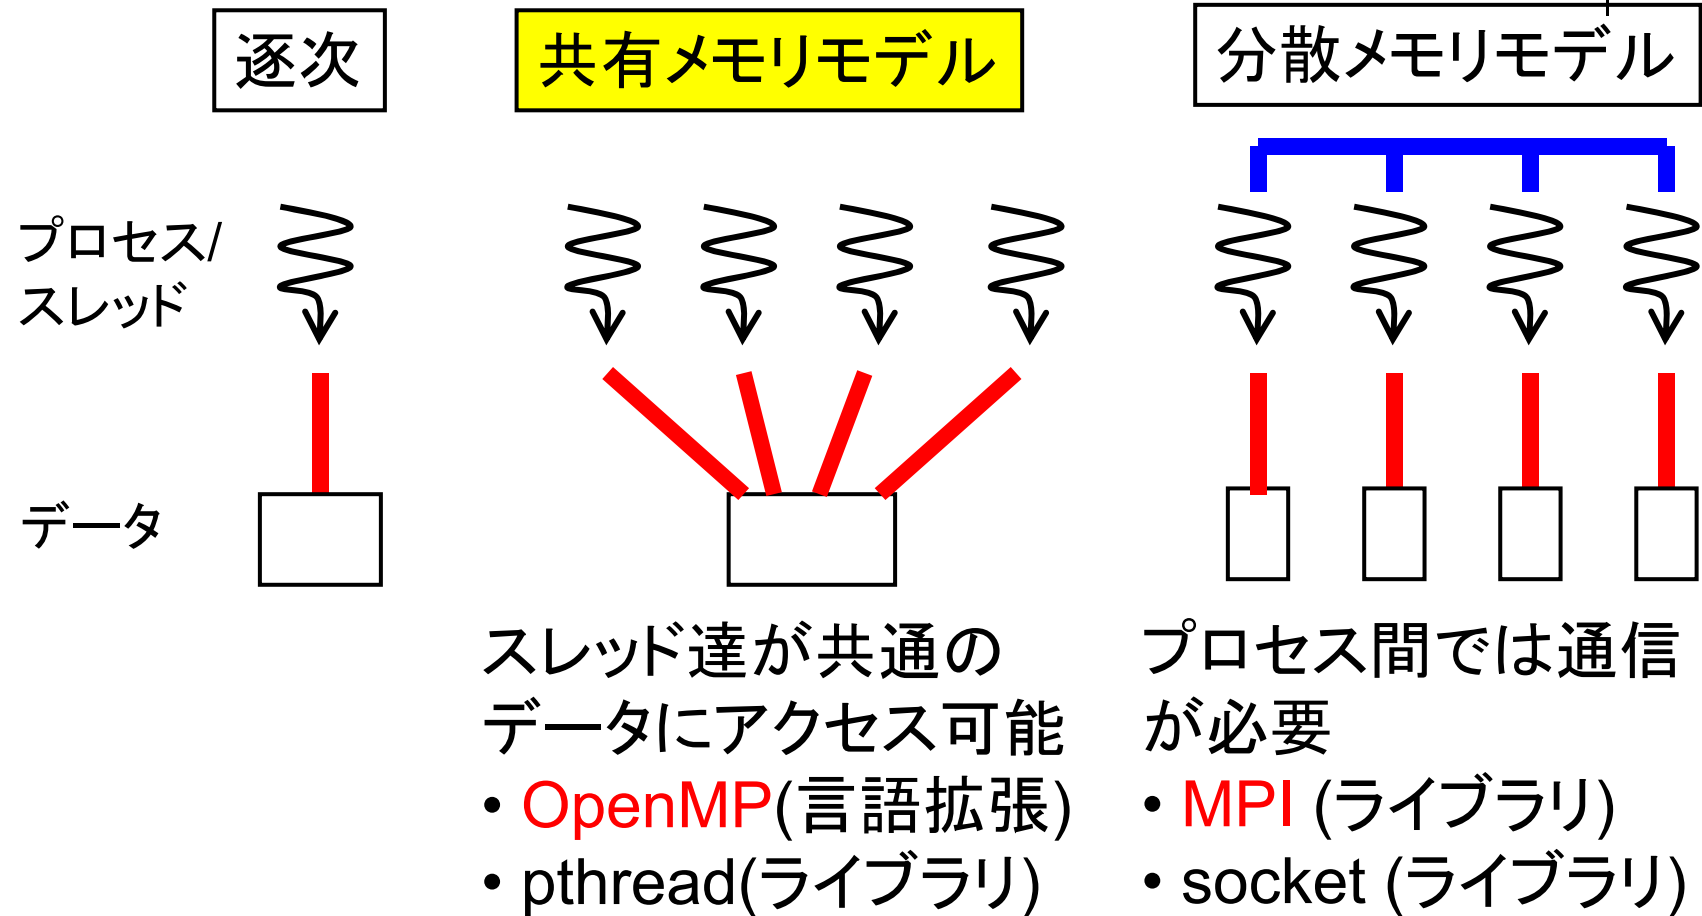 逐次
共有メモリモデル
分散メモリモデル
プロセス/
スレッド
データ
スレッド達が共通の
データにアクセス可能
• OpenMP(言語拡張)
• pthread(ライブラリ)
プロセス間では通信
が必要
• MPI (ライブラリ)
• socket (ライブラリ)